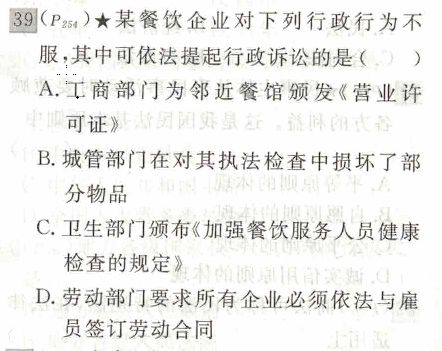 39 (P254)★某餐饮企业对下列行政行为不
服,其中可依法提起行政诉讼的是( )
A. 工商部门为邻近餐馆颁发《营业许
可证》
B. 城管部门在对其执法检查中损坏了部
分物品
C. 卫生部门颁布《加强餐饮服务人员健康
检查的规定》
D. 劳动部门要求所有企业必须依法与雇
员签订劳动合同